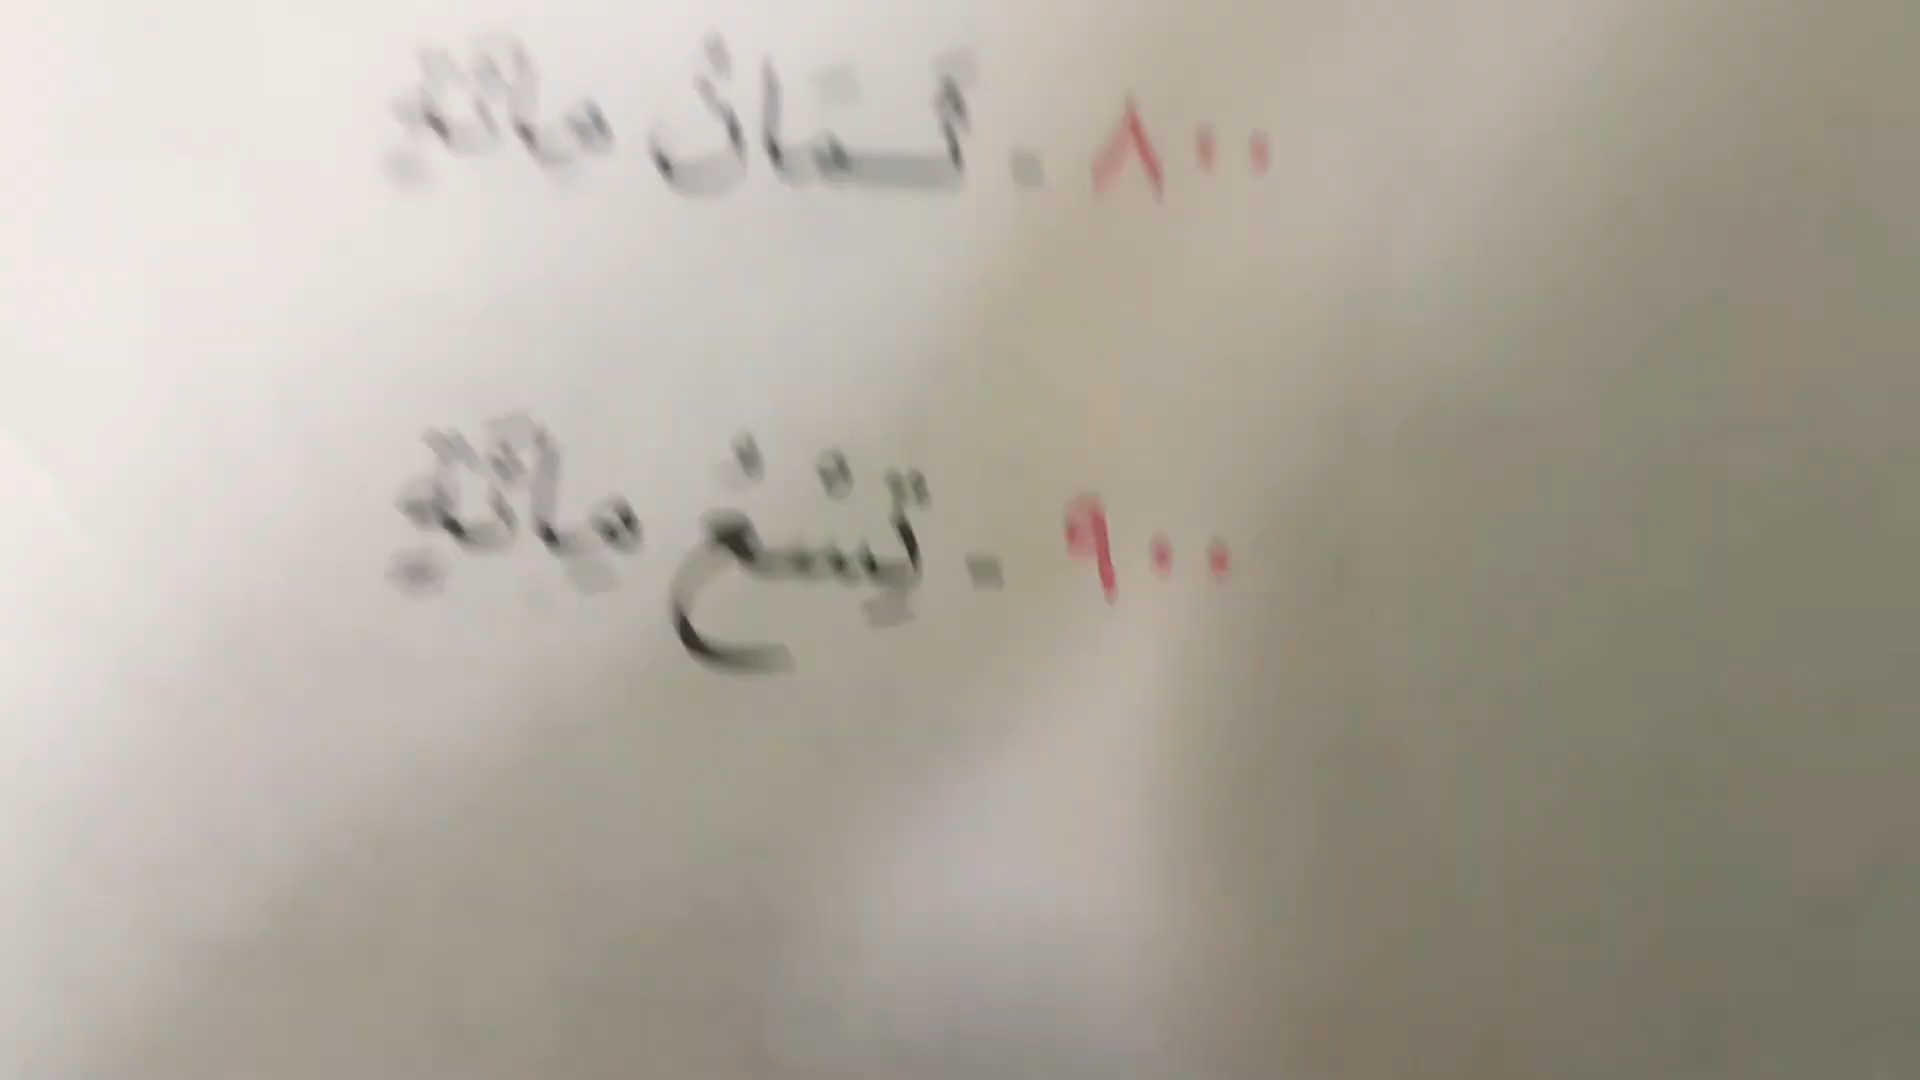 ٨٠٠ - ثمان مائة
٩٠٠ - تسع مائة